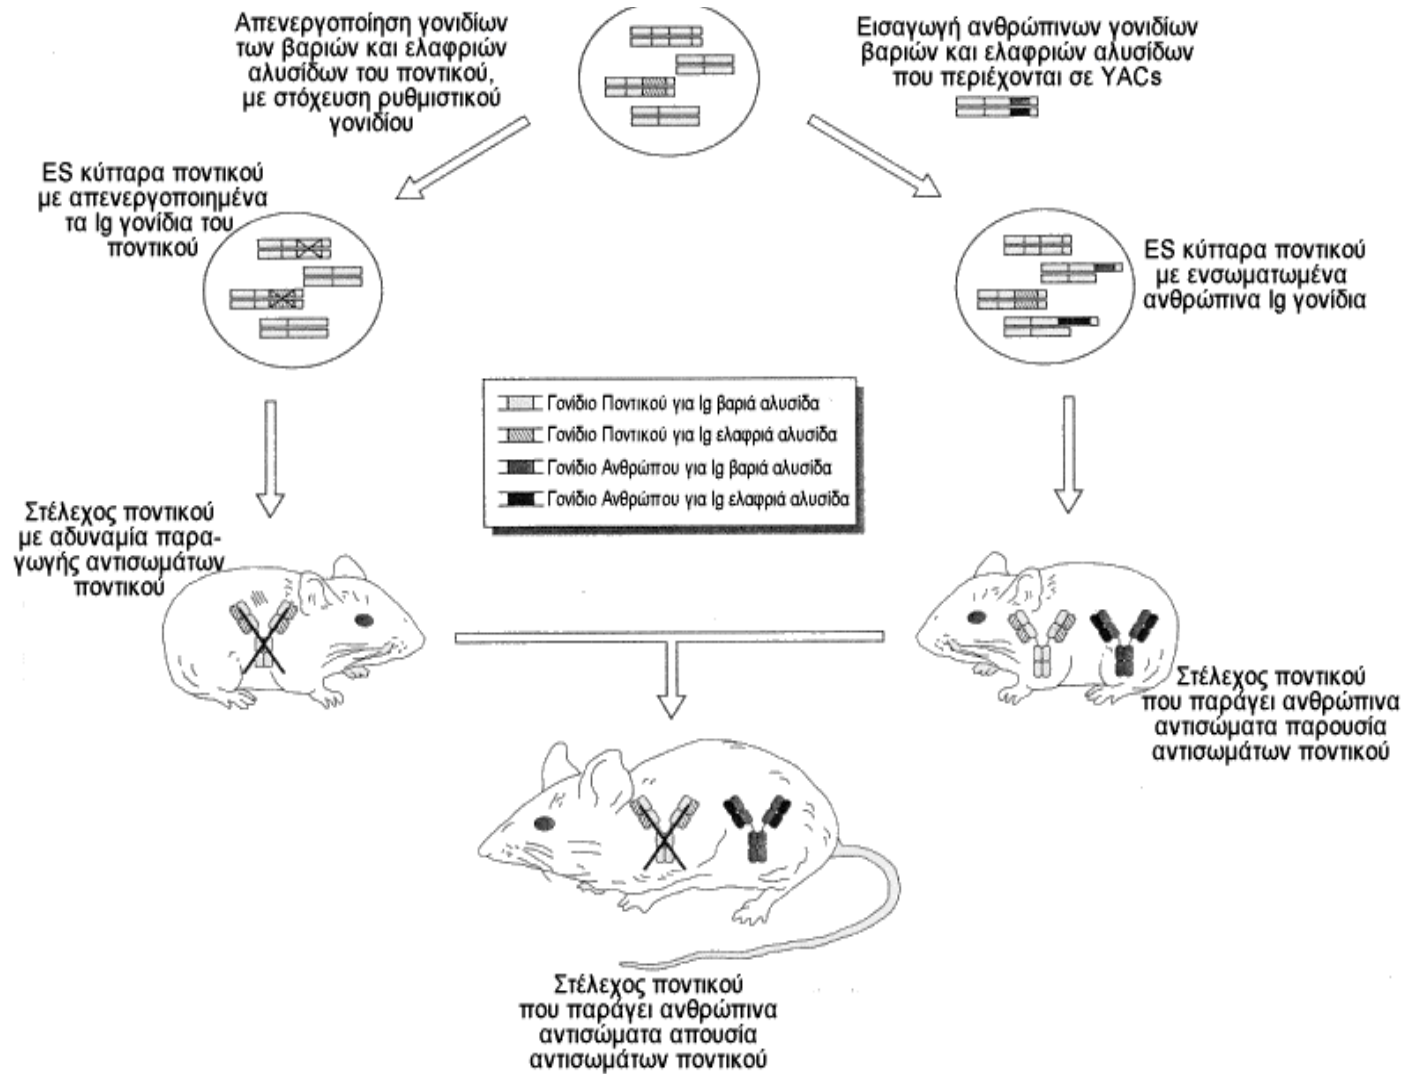 Απενεργοποίηση γονιδίων
των βαριών και ελαφριών
αλυσίδων του ποντικού,
με στόχευση ρυθμιστικού
γονιδίου
Εισαγωγή ανθρώπινων γονιδίων
βαριών και ελαφριών αλυσίδων
που περιέχονται σε YACs
ES κύτταρα ποντικού
με απενεργοποιημένα
τα Ig γονίδια του
ποντικού
ES κύτταρα ποντικού
με ενσωματωμένα
ανθρώπινα Ig γονίδια
Γονίδιο Ποντικού για Ig βαριά αλυσίδα
Γονίδιο Ποντικού για Ig ελαφριά αλυσίδα
Γονίδιο Ανθρώπου για Ig βαριά αλυσίδα
Γονίδιο Ανθρώπου για Ig ελαφριά αλυσίδα
Στέλεχος ποντικού
με αδυναμία παρα-
γωγής αντισωμάτων
ποντικού
Στέλεχος ποντικού
που παράγει ανθρώπινα
αντισώματα παρουσία
αντισωμάτων ποντικού
Στέλεχος ποντικού
που παράγει ανθρώπινα
αντισώματα απουσία
αντισωμάτων ποντικού